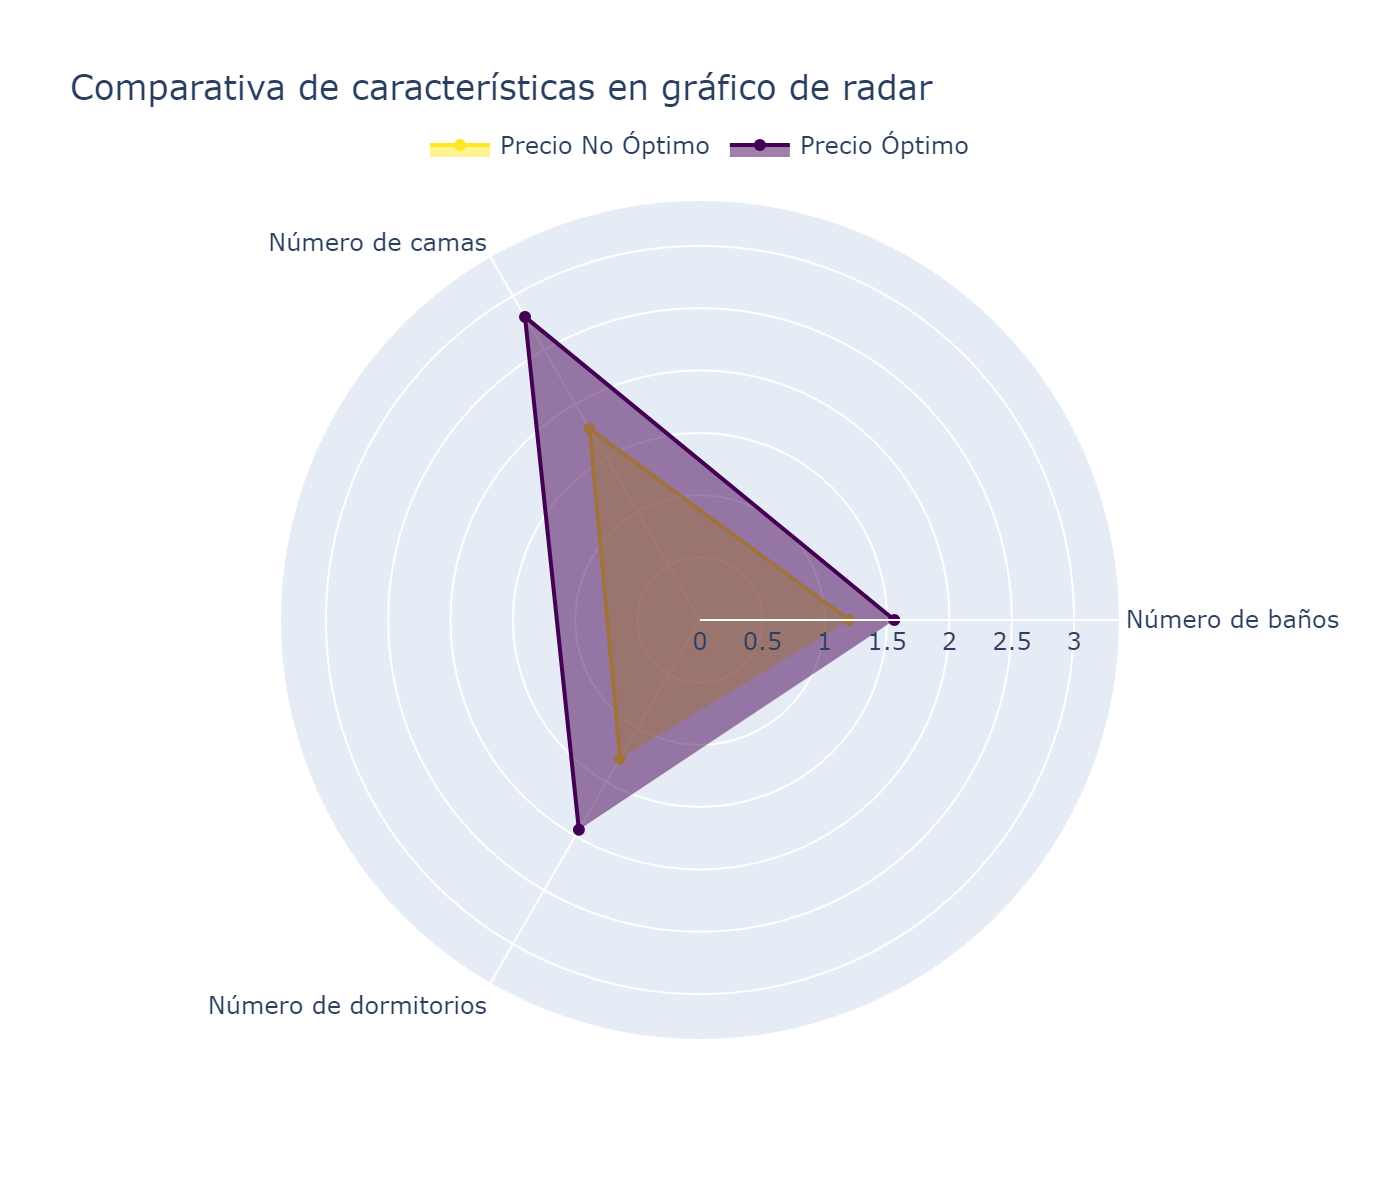 Comparativa de características en gráfico de radar
Precio No Óptimo
Precio Óptimo
Número de camas
Número de baños
0 0.5 1 1.5 2 2.5 3
Número de dormitorios